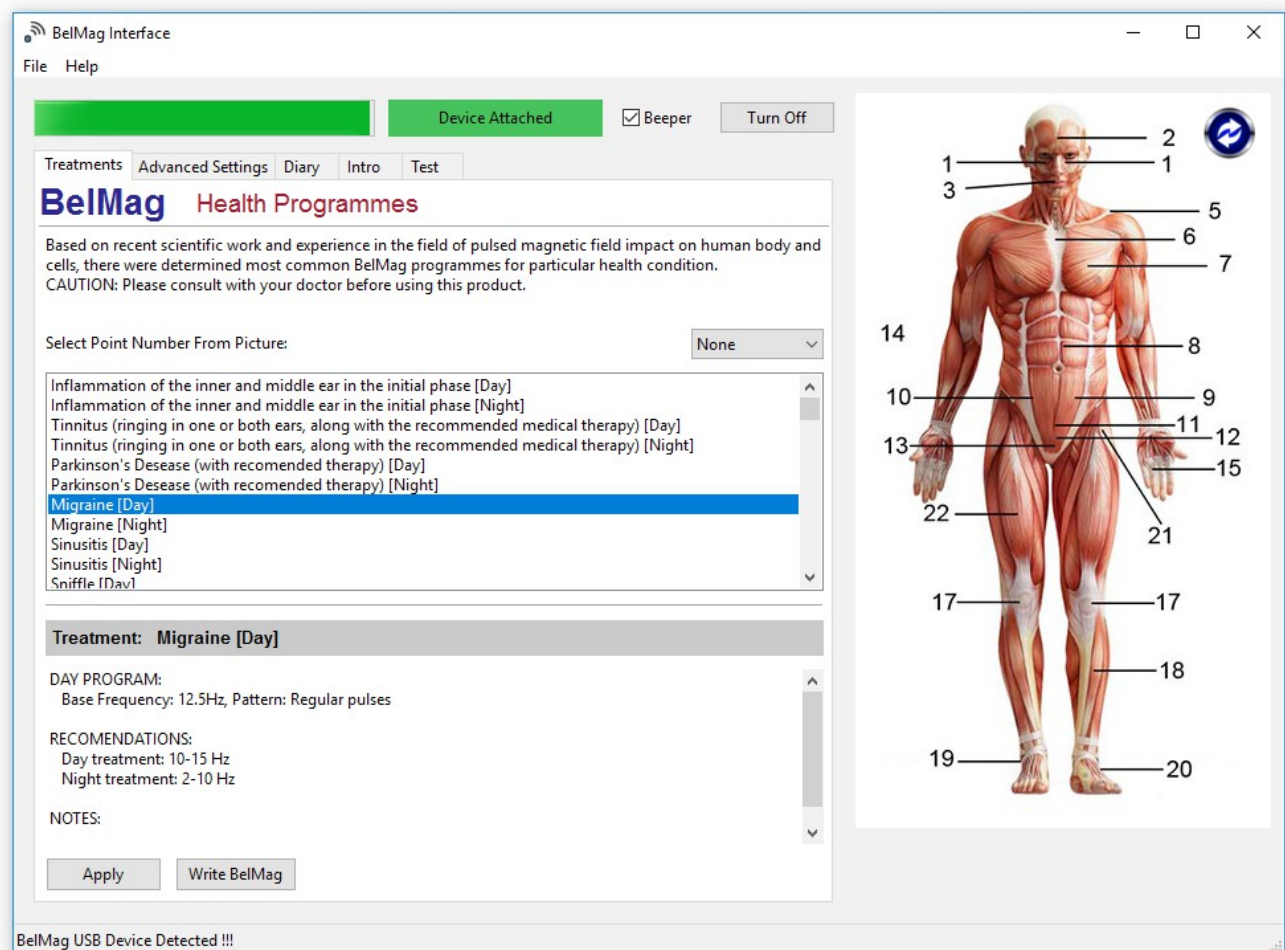 BelMag Interface
File Help
Device Attached
Beeper
Turn Off
Treatments Advanced Settings Diary Intro Test
BelMag Health Programmes
Based on recent scientific work and experience in the field of pulsed magnetic field impact on human body and
cells, there were determined most common BelMag programmes for particular health condition.
CAUTION: Please consult with your doctor before using this product.
Select Point Number From Picture:
None
Inflammation of the inner and middle ear in the initial phase [Day]
Inflammation of the inner and middle ear in the initial phase [Night]
Tinnitus (ringing in one or both ears, along with the recommended medical therapy) [Day]
Tinnitus (ringing in one or both ears, along with the recommended medical therapy) [Night]
Parkinson's Desease (with recomended therapy) [Day]
Parkinson's Desease (with recomended therapy) [Night]
Migraine [Day]
Migraine [Night]
Sinusitis [Day]
Sinusitis [Night]
Sniffle [Day]
Treatment: Migraine [Day]
DAY PROGRAM:
Base Frequency: 12.5Hz, Pattern: Regular pulses
RECOMENDATIONS:
Day treatment: 10-15 Hz
Night treatment: 2-10 Hz
NOTES:
Apply
Write BelMag
2
1 1
3
5
6
7
14
8
10 9
11
13 12
15
22
21
17 17
18
19
20
BelMag USB Device Detected !!!